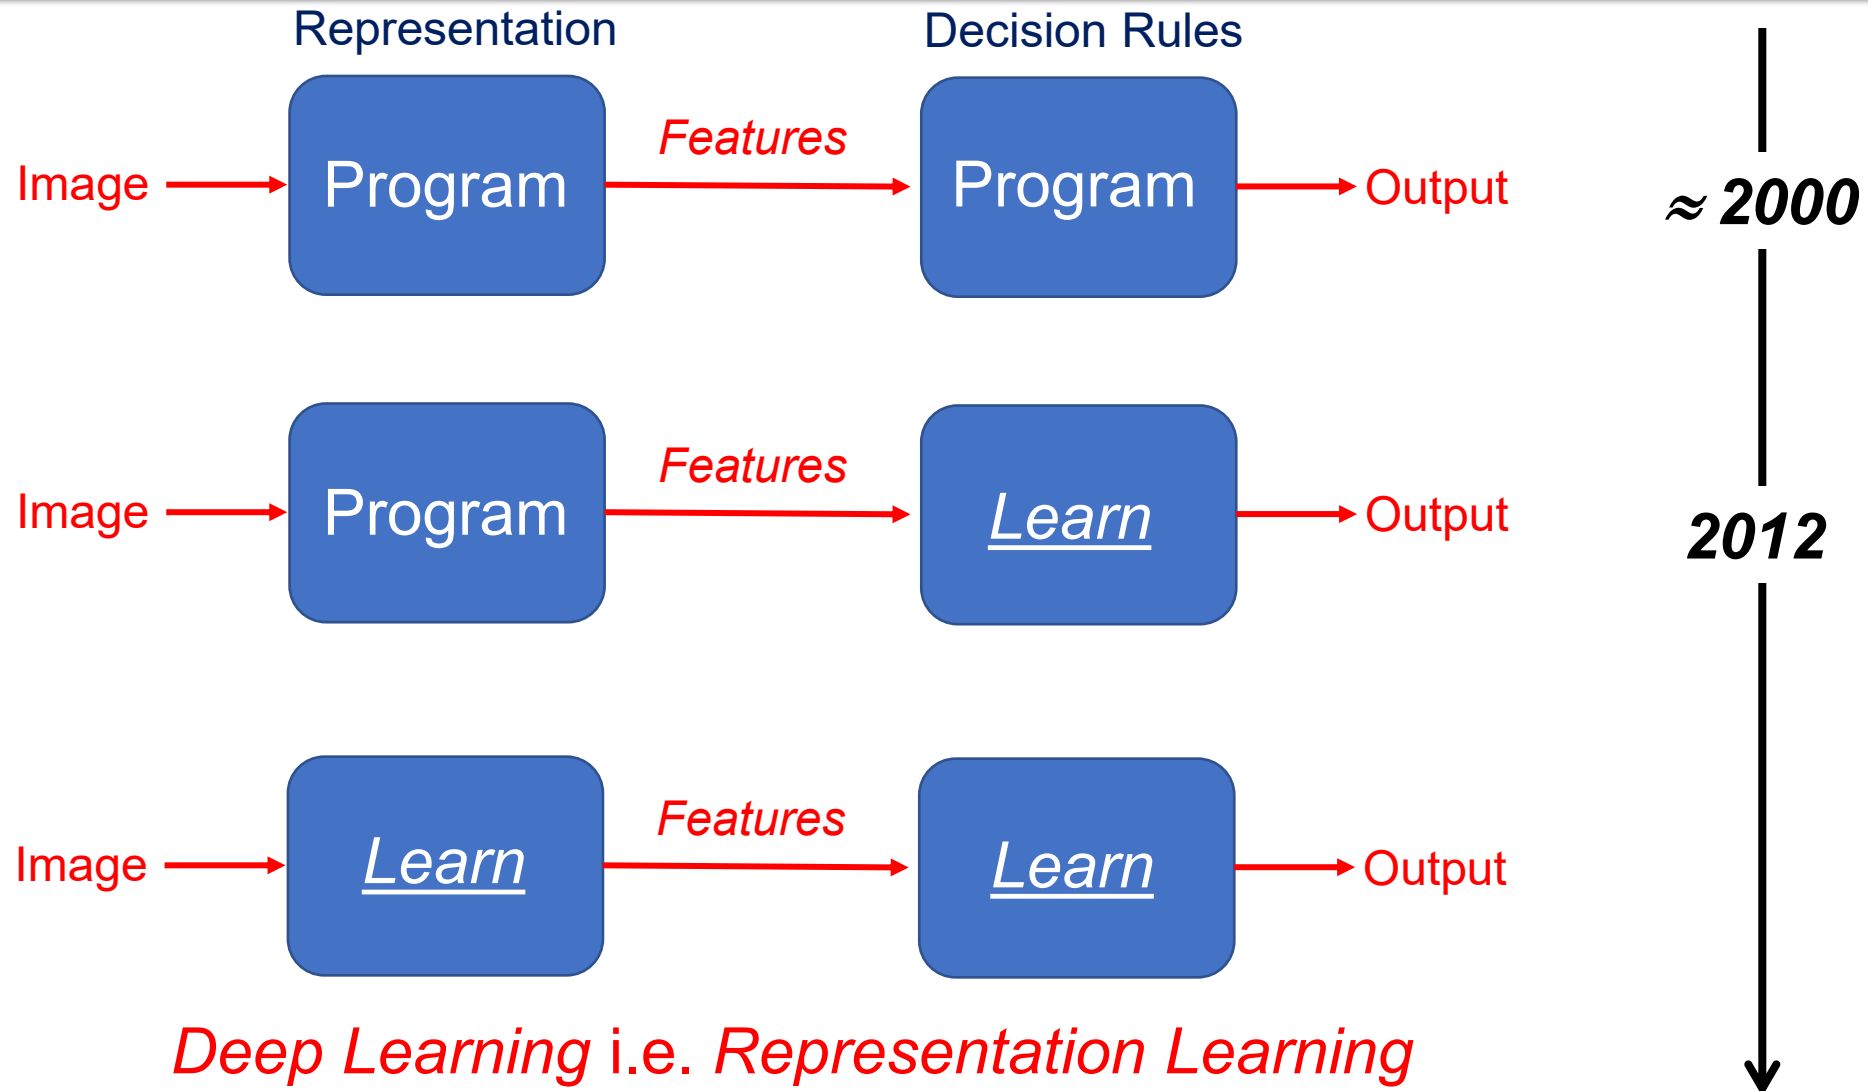 Representation
Decision Rules
Image
Program
Features
Program
Output
≈ 2000
Image
Program
Features
Learn
Output
2012
Image
Learn
Features
Learn
Output
Deep Learning i.e. Representation Learning